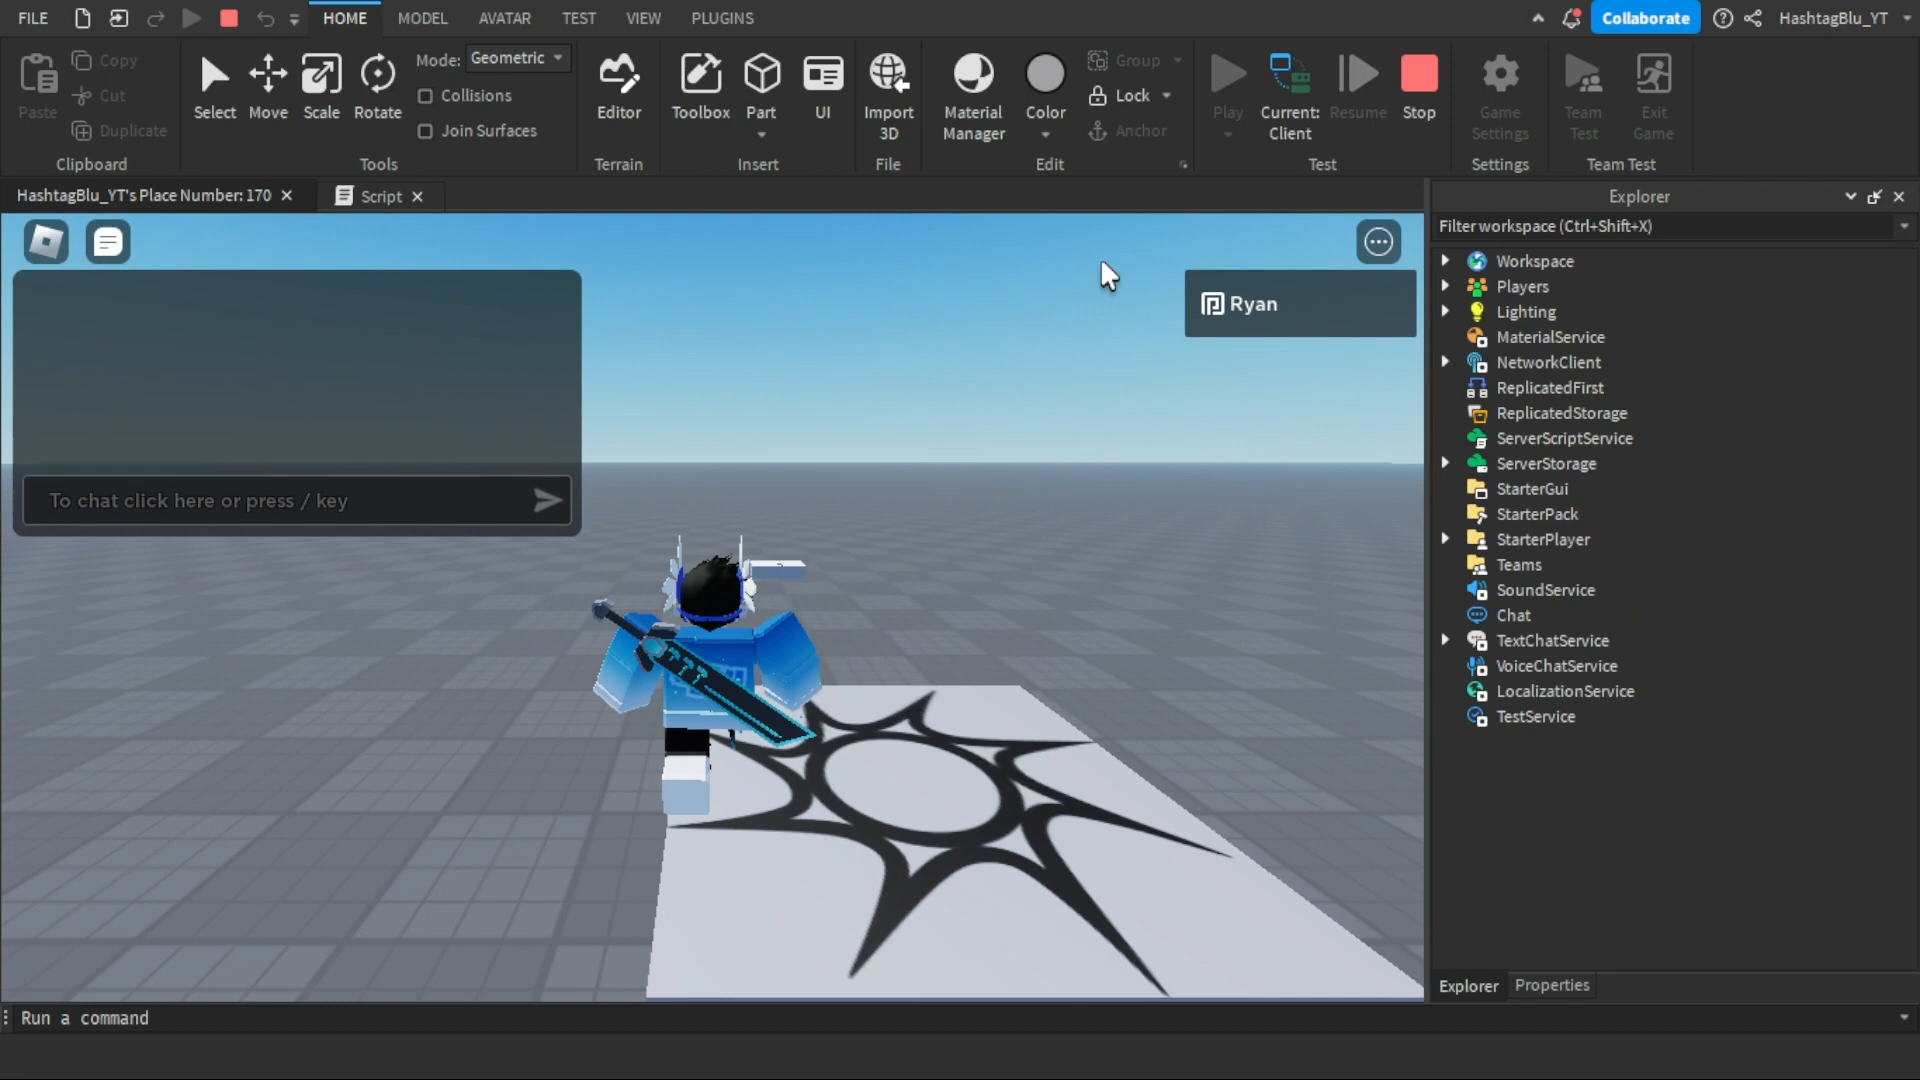 FILE HOME MODEL AVATAR TEST VIEW PLUGINS Collaborate HashtagBlu_YT
Paste
Copy
Cut
Duplicate
Clipboard
Select Move Scale Rotate
Mode: Geometric
Collisions
Join Surfaces
Tools
Editor
Terrain
Toolbox Part UI
Insert
Import
3D
File
Material
Manager
Color
Group
Lock
Anchor
Edit
Play
Current:
Client
Resume
Stop
Test
Game
Settings
Settings
Team
Test
Exit
Game
Team Test
HashtagBlu_YT's Place Number: 170
Script
Explorer
Filter workspace (Ctrl+Shift+X)
Ryan
To chat click here or press / key
Workspace
Players
Lighting
MaterialService
NetworkClient
ReplicatedFirst
ReplicatedStorage
ServerScriptService
ServerStorage
StarterGui
StarterPack
StarterPlayer
Teams
SoundService
Chat
TextChatService
VoiceChatService
LocalizationService
TestService
Explorer Properties
Run a command